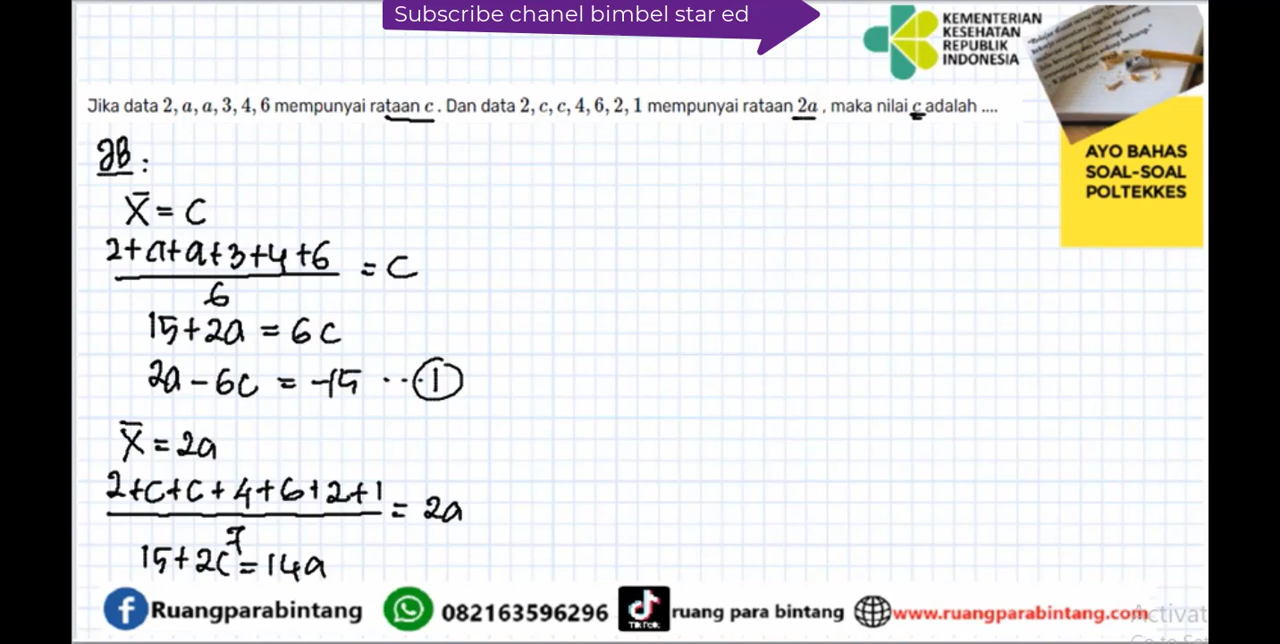 Subscribe chanel bimbel star ed
KEMENTERIAN
KESEHATAN
REPUBLIK
INDONESIA
Jika data 2, a, a, 3, 4, 6 mempunyai rataan c . Dan data 2, c, c, 4, 6, 2, 1 mempunyai rataan 2a , maka nilai c adalah ....
AYO BAHAS
SOAL-SOAL
POLTEKKES
JB :
X̄ = C
2+a+a+3+4+6
= C
6
15+2a = 6c
2a - 6c = -15 ... 1
X̄ = 2a
2+c+c+4+6+2+1
= 2a
7
15+2c = 14a
Ruangparabintang
082163596296
TikTok
ruang para bintang
www.ruangparabintang.com
Activat